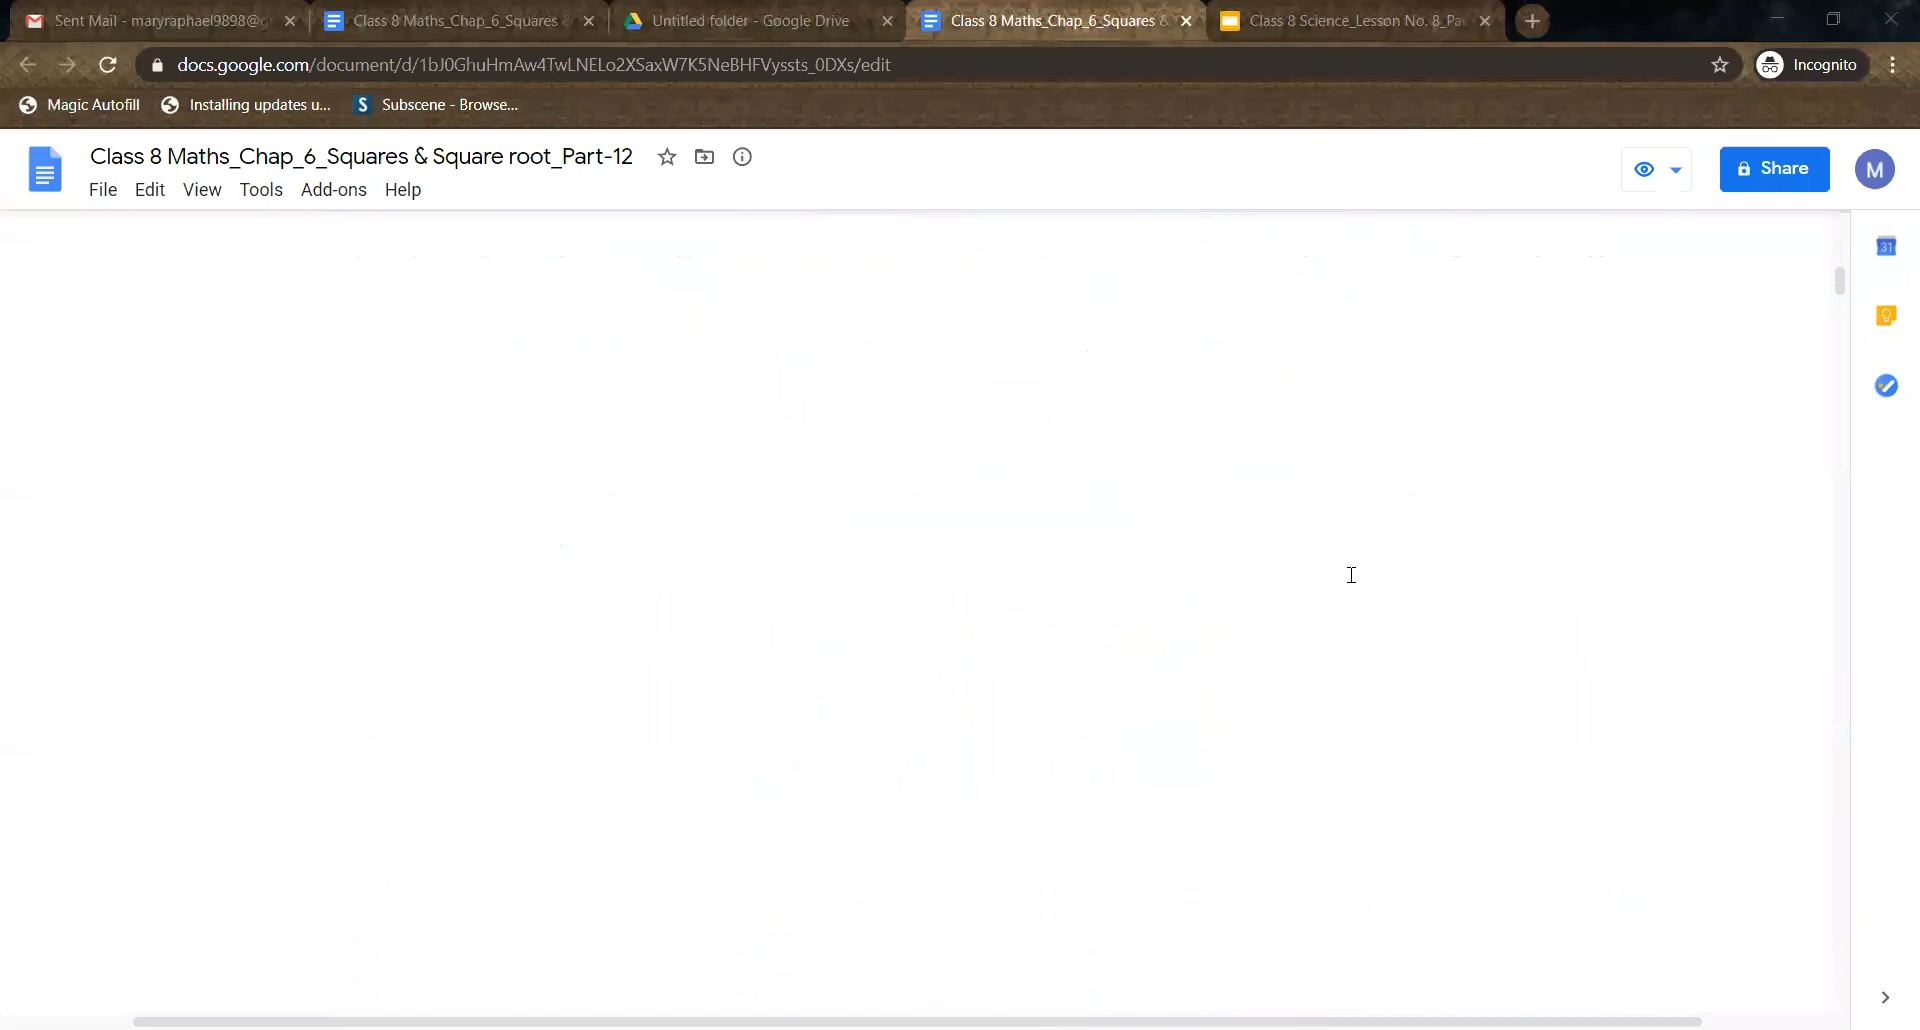 Sent Mail - maryraphael9898@g
Class 8 Maths_Chap_6_Squares &
Untitled folder - Google Drive
Class 8 Maths_Chap_6_Squares &
Class 8 Science_Lesson No. 8_Pa
docs.google.com/document/d/1bJ0GhuHmAw4TwLNELo2XSaxW7K5NeBHFVyssts_0DXs/edit
Incognito
Magic Autofill
Installing updates u...
S Subscene - Browse...
Class 8 Maths_Chap_6_Squares & Square root_Part-12
File Edit View Tools Add-ons Help
Share
M
31